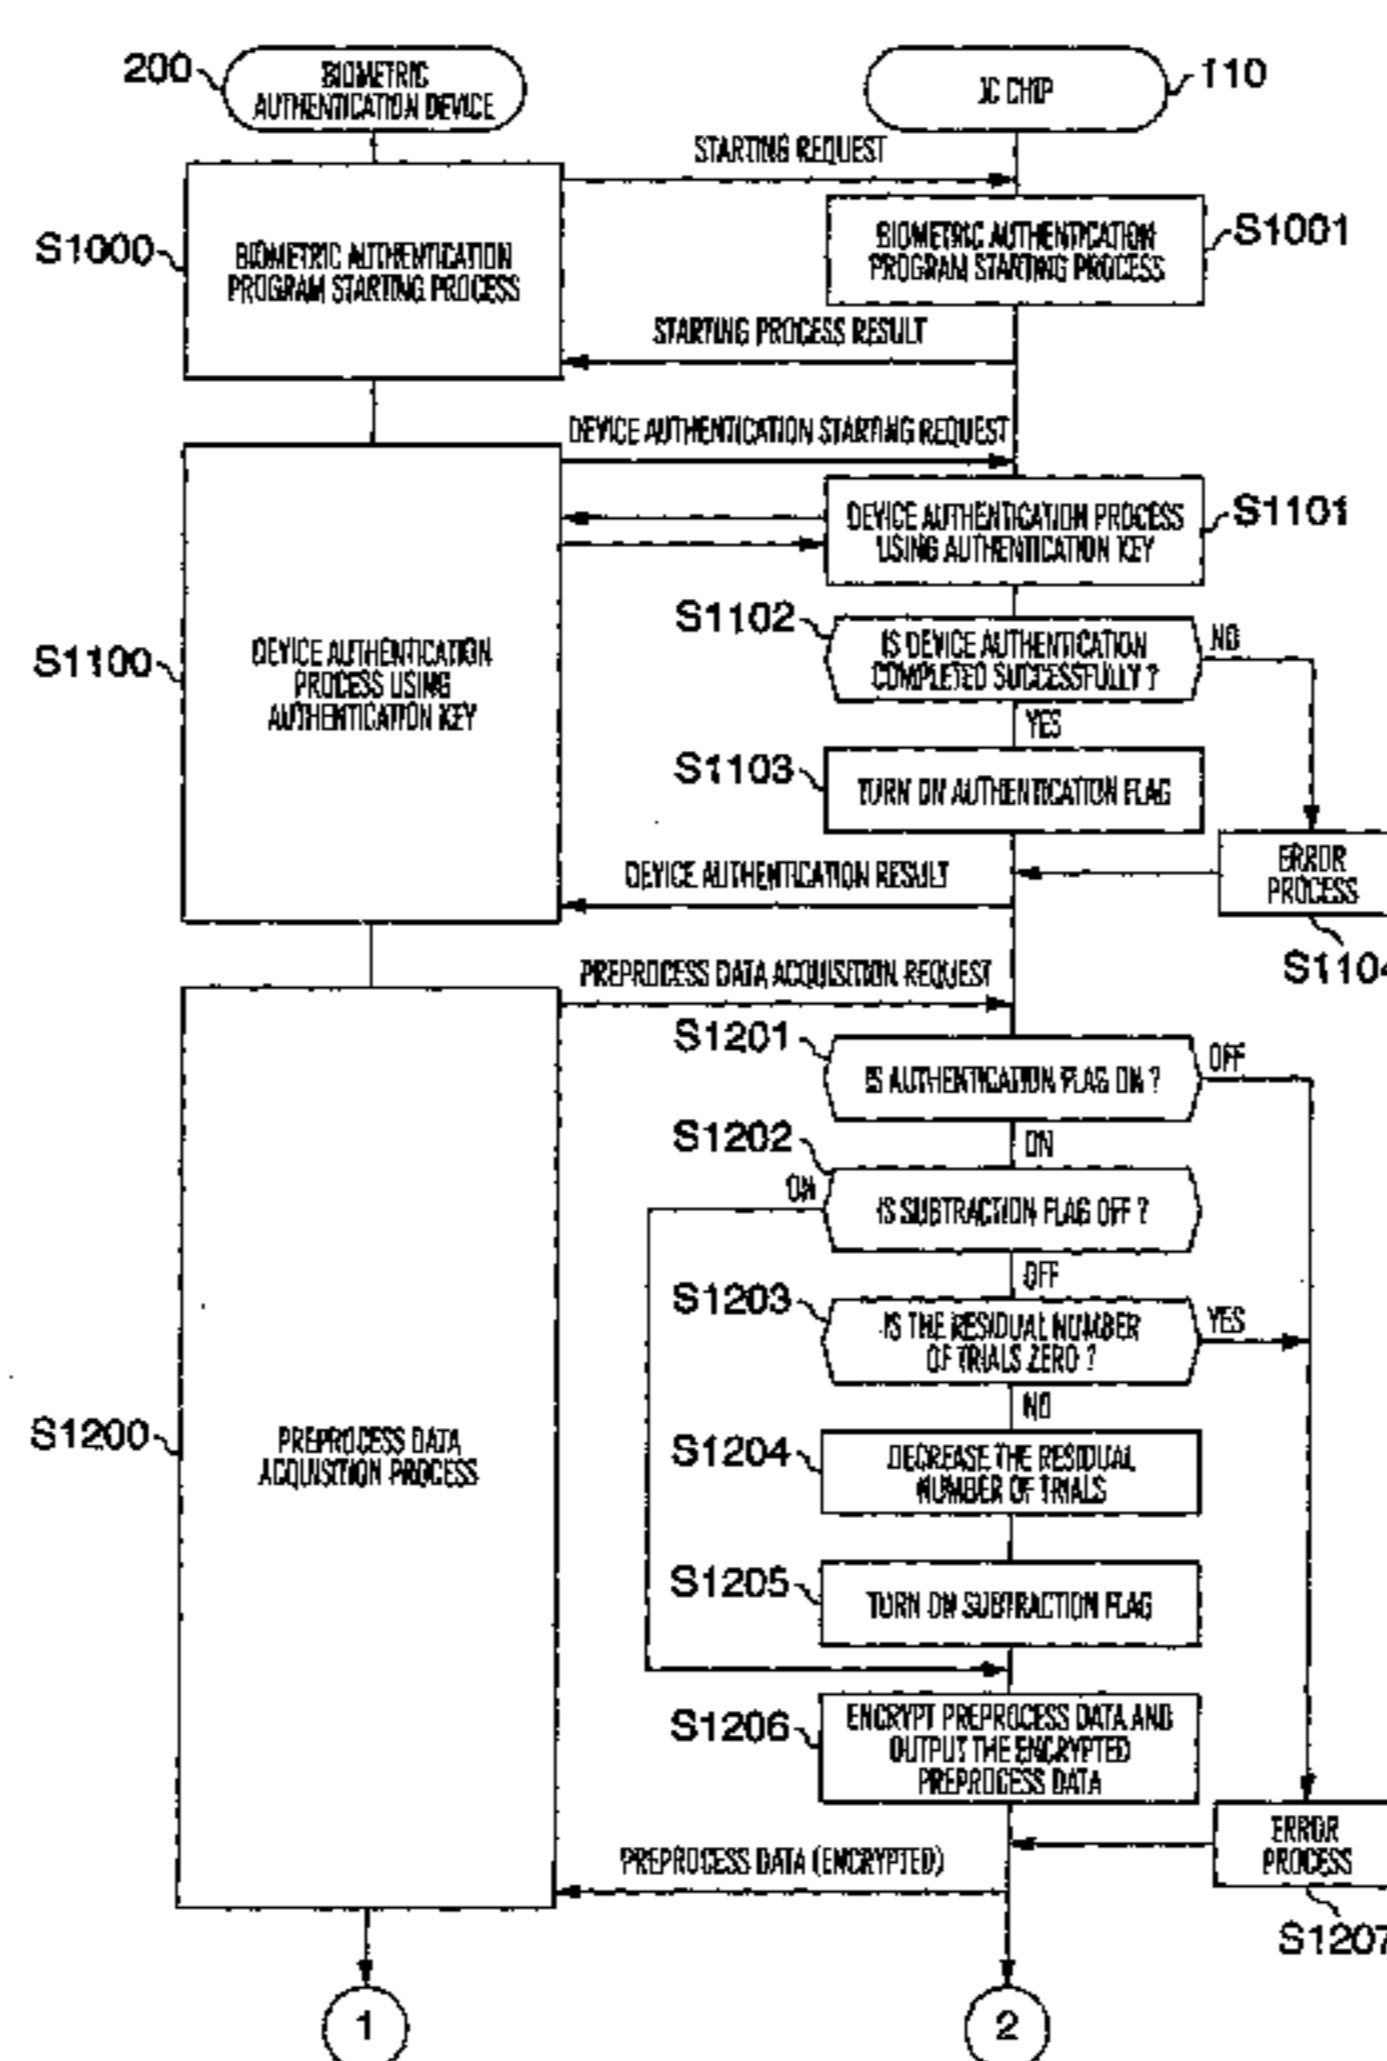 200
BIOMETRIC
AUTHENTICATION DEVICE
IC CHIP
110
STARTING REQUEST
S1000
BIOMETRIC AUTHENTICATION
PROGRAM STARTING PROCESS
BIOMETRIC AUTHENTICATION
PROGRAM STARTING PROCESS
S1001
STARTING PROCESS RESULT
DEVICE AUTHENTICATION STARTING REQUEST
DEVICE AUTHENTICATION PROCESS
USING AUTHENTICATION KEY
S1101
S1102
IS DEVICE AUTHENTICATION
COMPLETED SUCCESSFULLY ?
NO
S1100
DEVICE AUTHENTICATION
PROCESS USING
AUTHENTICATION KEY
YES
S1103
TURN ON AUTHENTICATION FLAG
ERROR
PROCESS
DEVICE AUTHENTICATION RESULT
S1104
PREPROCESS DATA ACQUISITION REQUEST
S1201
IS AUTHENTICATION FLAG ON ?
OFF
ON
S1202
ON
IS SUBTRACTION FLAG OFF ?
OFF
S1203
IS THE RESIDUAL NUMBER
OF TRIALS ZERO ?
YES
NO
S1200
PREPROCESS DATA
ACQUISITION PROCESS
S1204
DECREASE THE RESIDUAL
NUMBER OF TRIALS
S1205
TURN ON SUBTRACTION FLAG
S1206
ENCRYPT PREPROCESS DATA AND
OUTPUT THE ENCRYPTED
PREPROCESS DATA
ERROR
PROCESS
PREPROCESS DATA (ENCRYPTED)
S1207
1
2